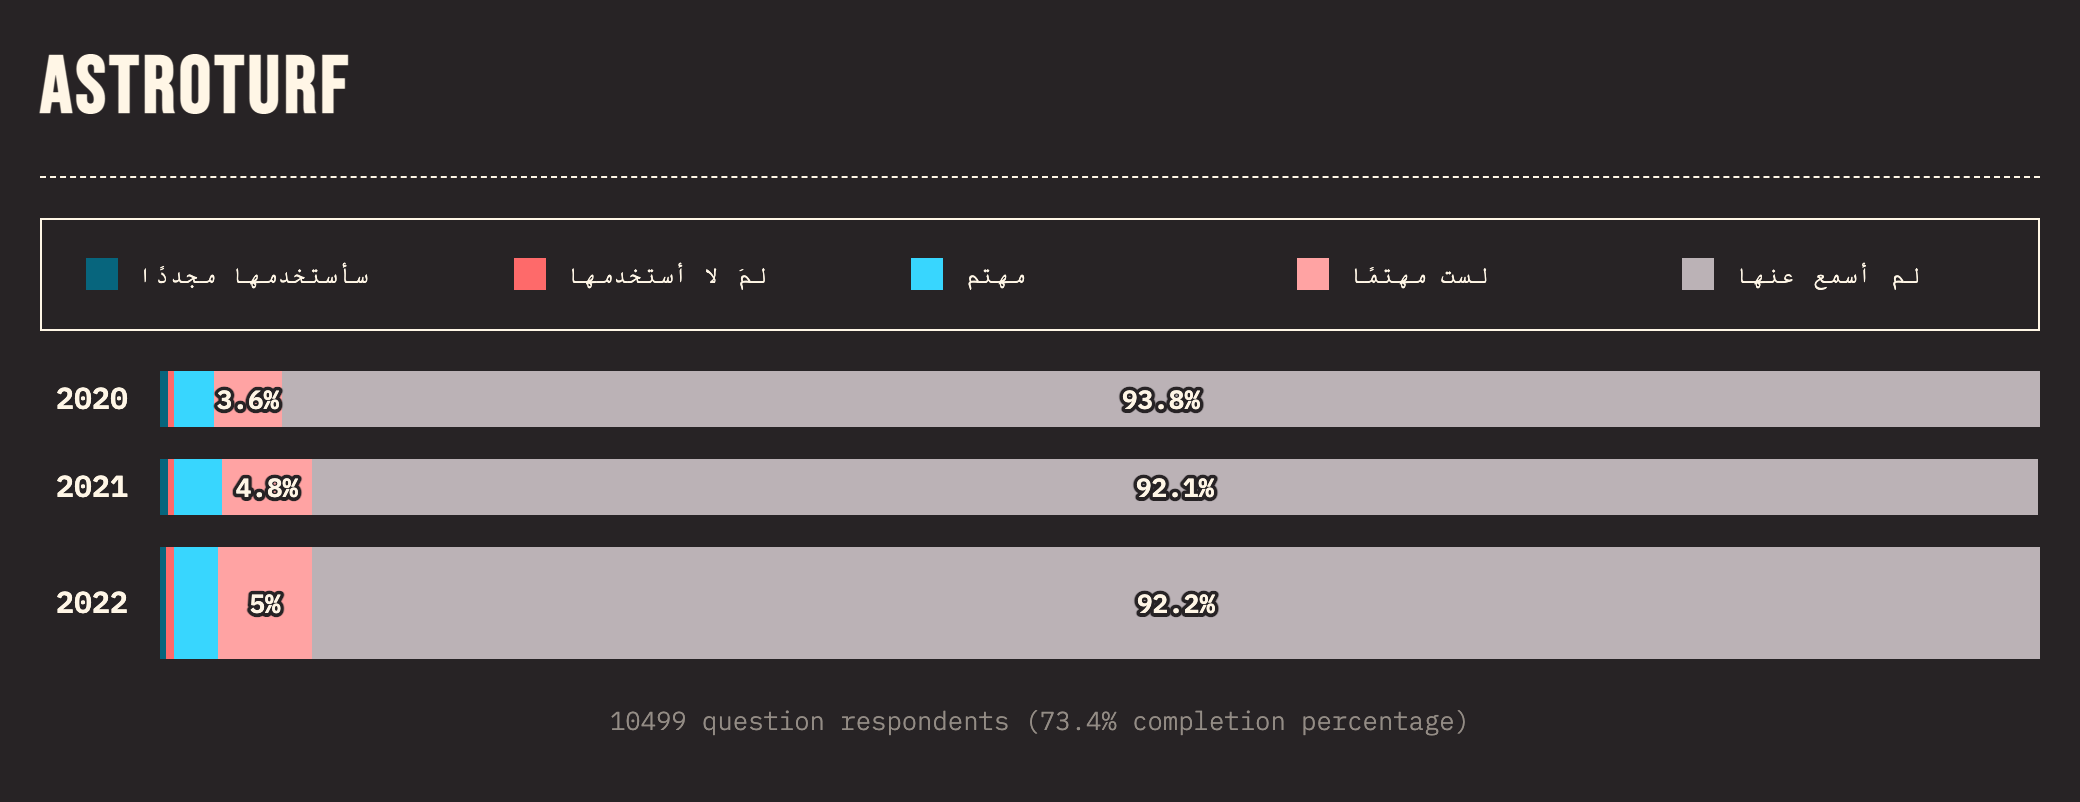 ASTROTURF
سأستخدمها مجددًا
لمَ لا أستخدمها
مهتم
لست مهتمًا
لم أسمع عنها
2020 3.6% 93.8%
2021 4.8% 92.1%
2022 5% 92.2%
10499 question respondents (73.4% completion percentage)